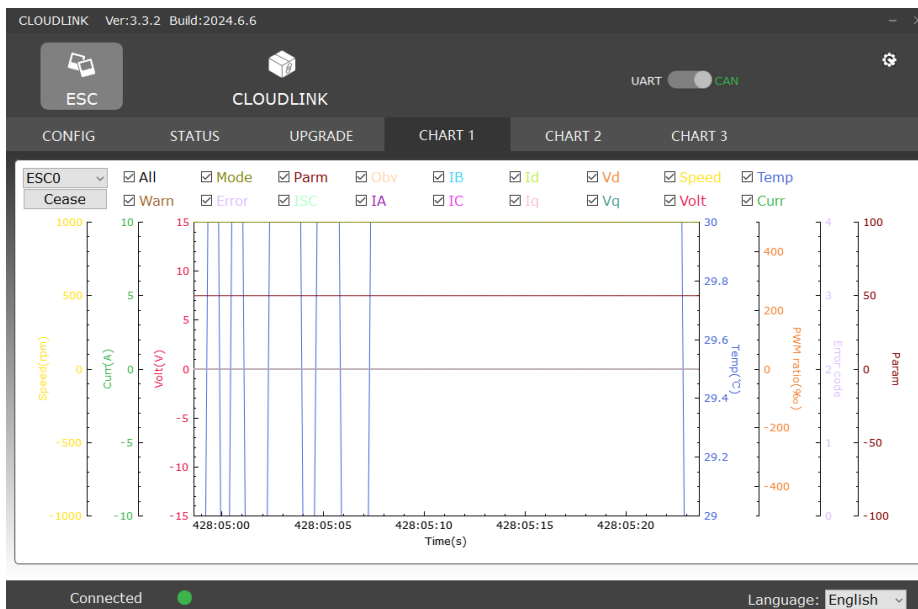 CLOUDLINK Ver:3.3.2 Build:2024.6.6
ESC
CLOUDLINK
UART CAN
CONFIG STATUS UPGRADE CHART 1 CHART 2 CHART 3
ESC0 All Mode Parm Obv IB Id Vd Speed Temp
Cease Warn Error ISC IA IC Iq Vq Volt Curr
1000 10 15 30 4 100
400
10 29.8
500 5 3 50
5 200
29.6
Speed(rpm) Curr(A) Volt(V) Temp(℃) PWM ratio(‰) Error code Param
0 0 0 0 2 0
29.4
-5 -200
-500 -5 1 -50
29.2
-10 -400
-1000 -10 -15 29 0 -100
428:05:00 428:05:05 428:05:10 428:05:15 428:05:20
Time(s)
Connected Language: English